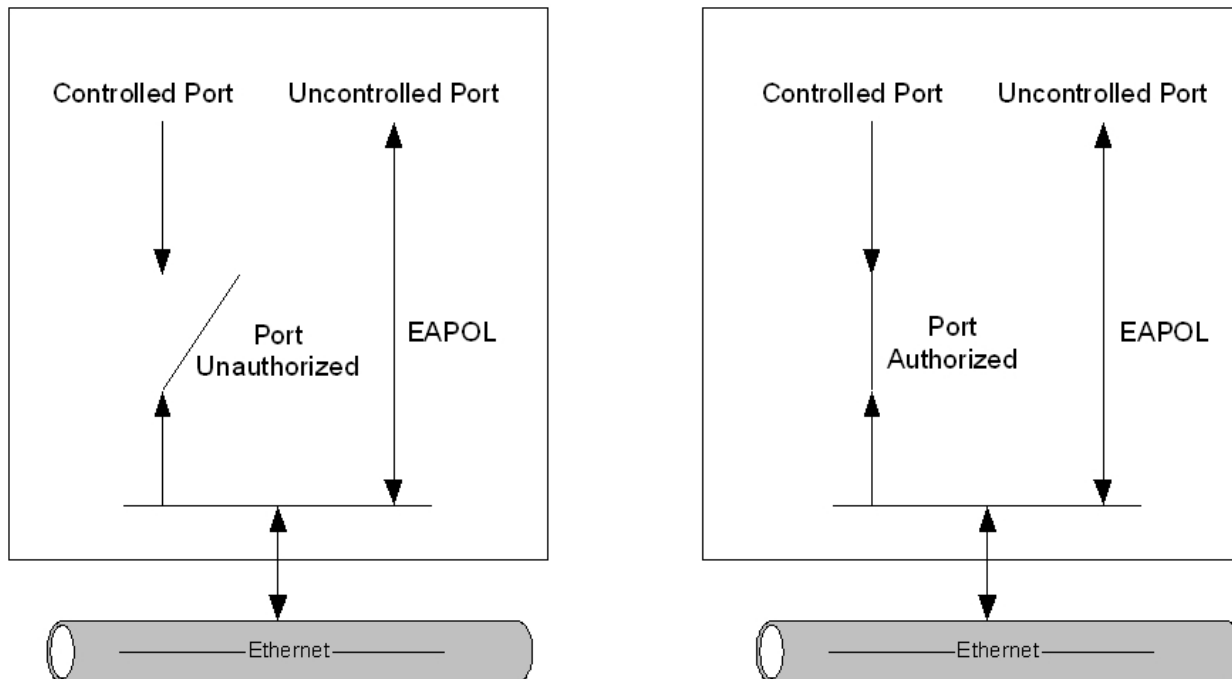 Controlled Port
Uncontrolled Port
Port
Unauthorized
EAPOL
Ethernet
Controlled Port
Uncontrolled Port
Port
Authorized
EAPOL
Ethernet